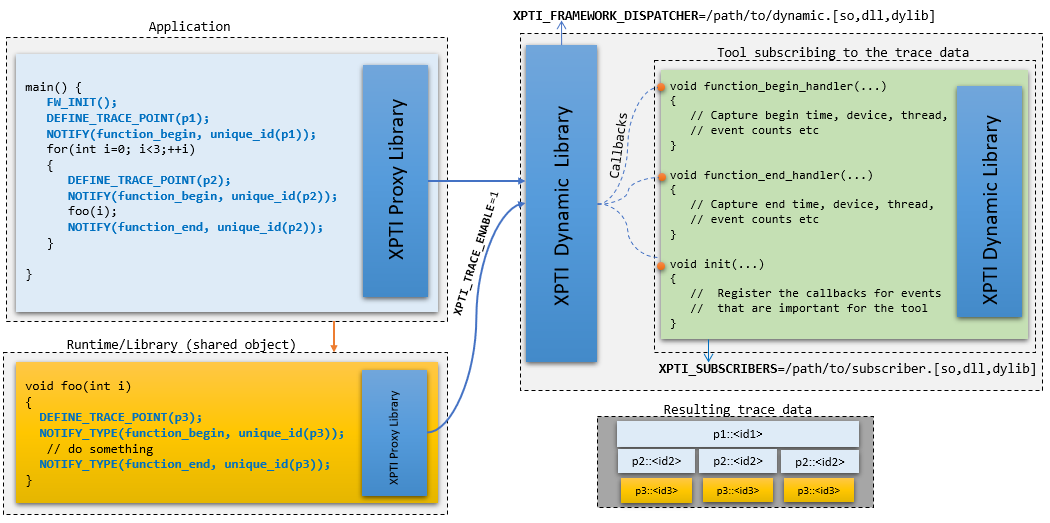 Application
main() {
FW_INIT();
DEFINE_TRACE_POINT(p1);
NOTIFY(function_begin, unique_id(p1));
for(int i=0; i<3;++i)
{
DEFINE_TRACE_POINT(p2);
NOTIFY(function_begin, unique_id(p2));
foo(i);
NOTIFY(function_end, unique_id(p2));
}
}
XPTI Proxy Library
Runtime/Library (shared object)
void foo(int i)
{
DEFINE_TRACE_POINT(p3);
NOTIFY_TYPE(function_begin, unique_id(p3));
// do something
NOTIFY_TYPE(function_end, unique_id(p3));
}
XPTI Proxy Library
XPTI_TRACE_ENABLE=1
XPTI_FRAMEWORK_DISPATCHER=/path/to/dynamic.[so,dll,dylib]
XPTI Dynamic Library
Callbacks
Tool subscribing to the trace data
void function_begin_handler(...)
{
// Capture begin time, device, thread,
// event counts etc
}
void function_end_handler(...)
{
// Capture end time, device, thread,
// event counts etc
}
void init(...)
{
// Register the callbacks for events
// that are important for the tool
}
XPTI Dynamic Library
XPTI_SUBSCRIBERS=/path/to/subscriber.[so,dll,dylib]
Resulting trace data
p1::<id1>
p2::<id2> p2::<id2> p2::<id2>
p3::<id3> p3::<id3> p3::<id3>